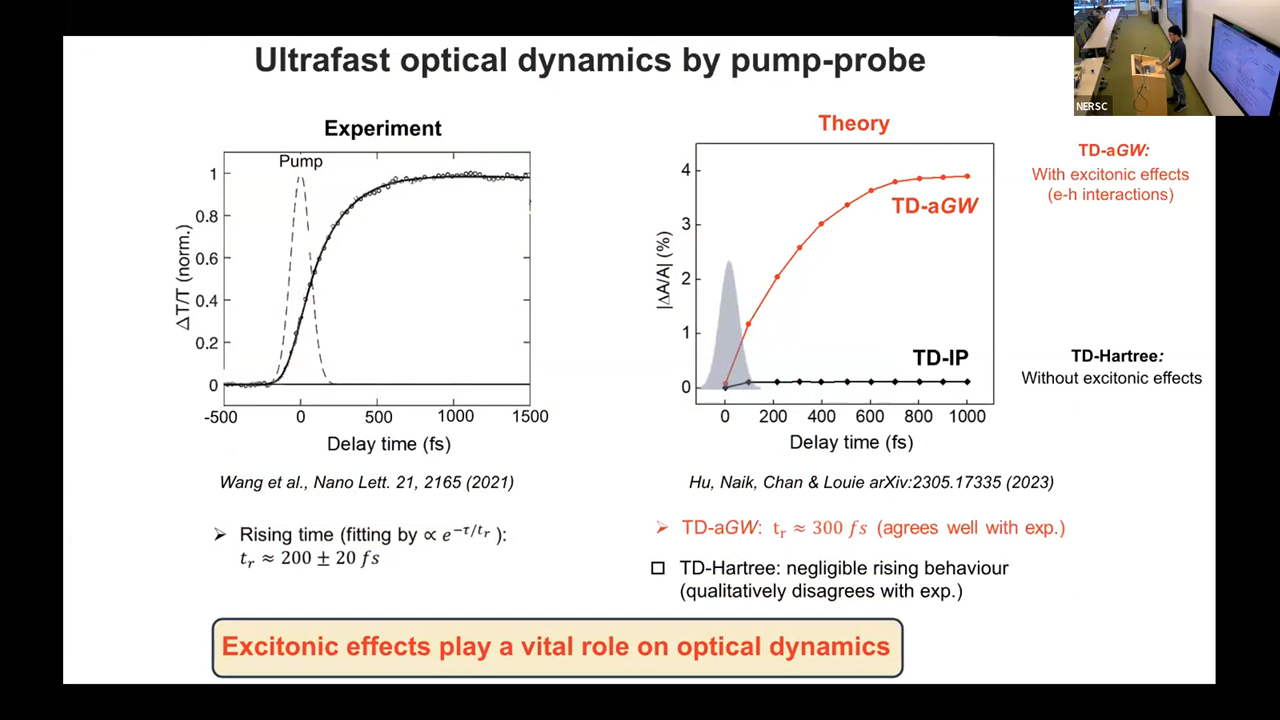 Ultrafast optical dynamics by pump-probe
NERSC
Experiment
Pump
1
0.8
0.6
0.4
0.2
0
ΔT/T (norm.)
-500 0 500 1000 1500
Delay time (fs)
Wang et al., Nano Lett. 21, 2165 (2021)
➢ Rising time (fitting by ∝ e^{-τ/t_r} ):
t_r ≈ 200 ± 20 fs
Theory
4
3
2
1
0
|ΔA/A| (%)
TD-aGW
TD-IP
0 200 400 600 800 1000
Delay time (fs)
TD-aGW:
With excitonic effects
(e-h interactions)
TD-Hartree:
Without excitonic effects
Hu, Naik, Chan & Louie arXiv:2305.17335 (2023)
➢ TD-aGW: t_r ≈ 300 fs (agrees well with exp.)
□ TD-Hartree: negligible rising behaviour
(qualitatively disagrees with exp.)
Excitonic effects play a vital role on optical dynamics